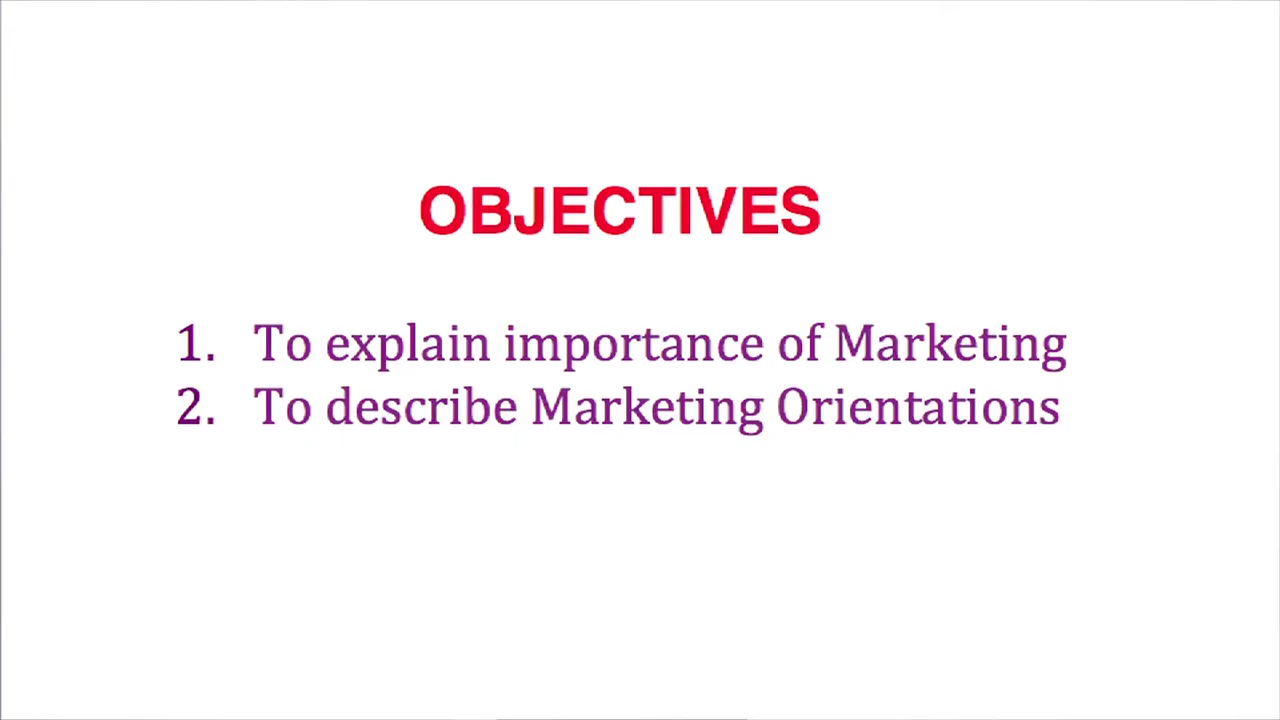 OBJECTIVES
1. To explain importance of Marketing
2. To describe Marketing Orientations